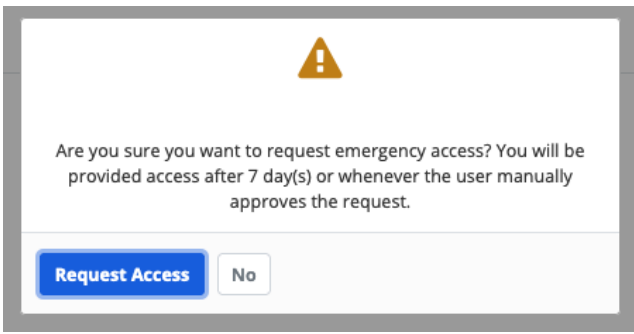 Are you sure you want to request emergency access? You will be
provided access after 7 day(s) or whenever the user manually
approves the request.
Request Access
No